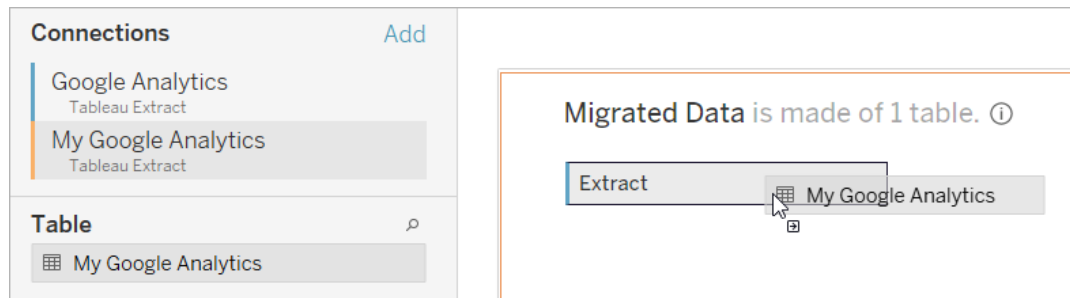 Connections Add
Google Analytics
Tableau Extract
My Google Analytics
Tableau Extract
Table
My Google Analytics
Migrated Data is made of 1 table.
Extract
My Google Analytics